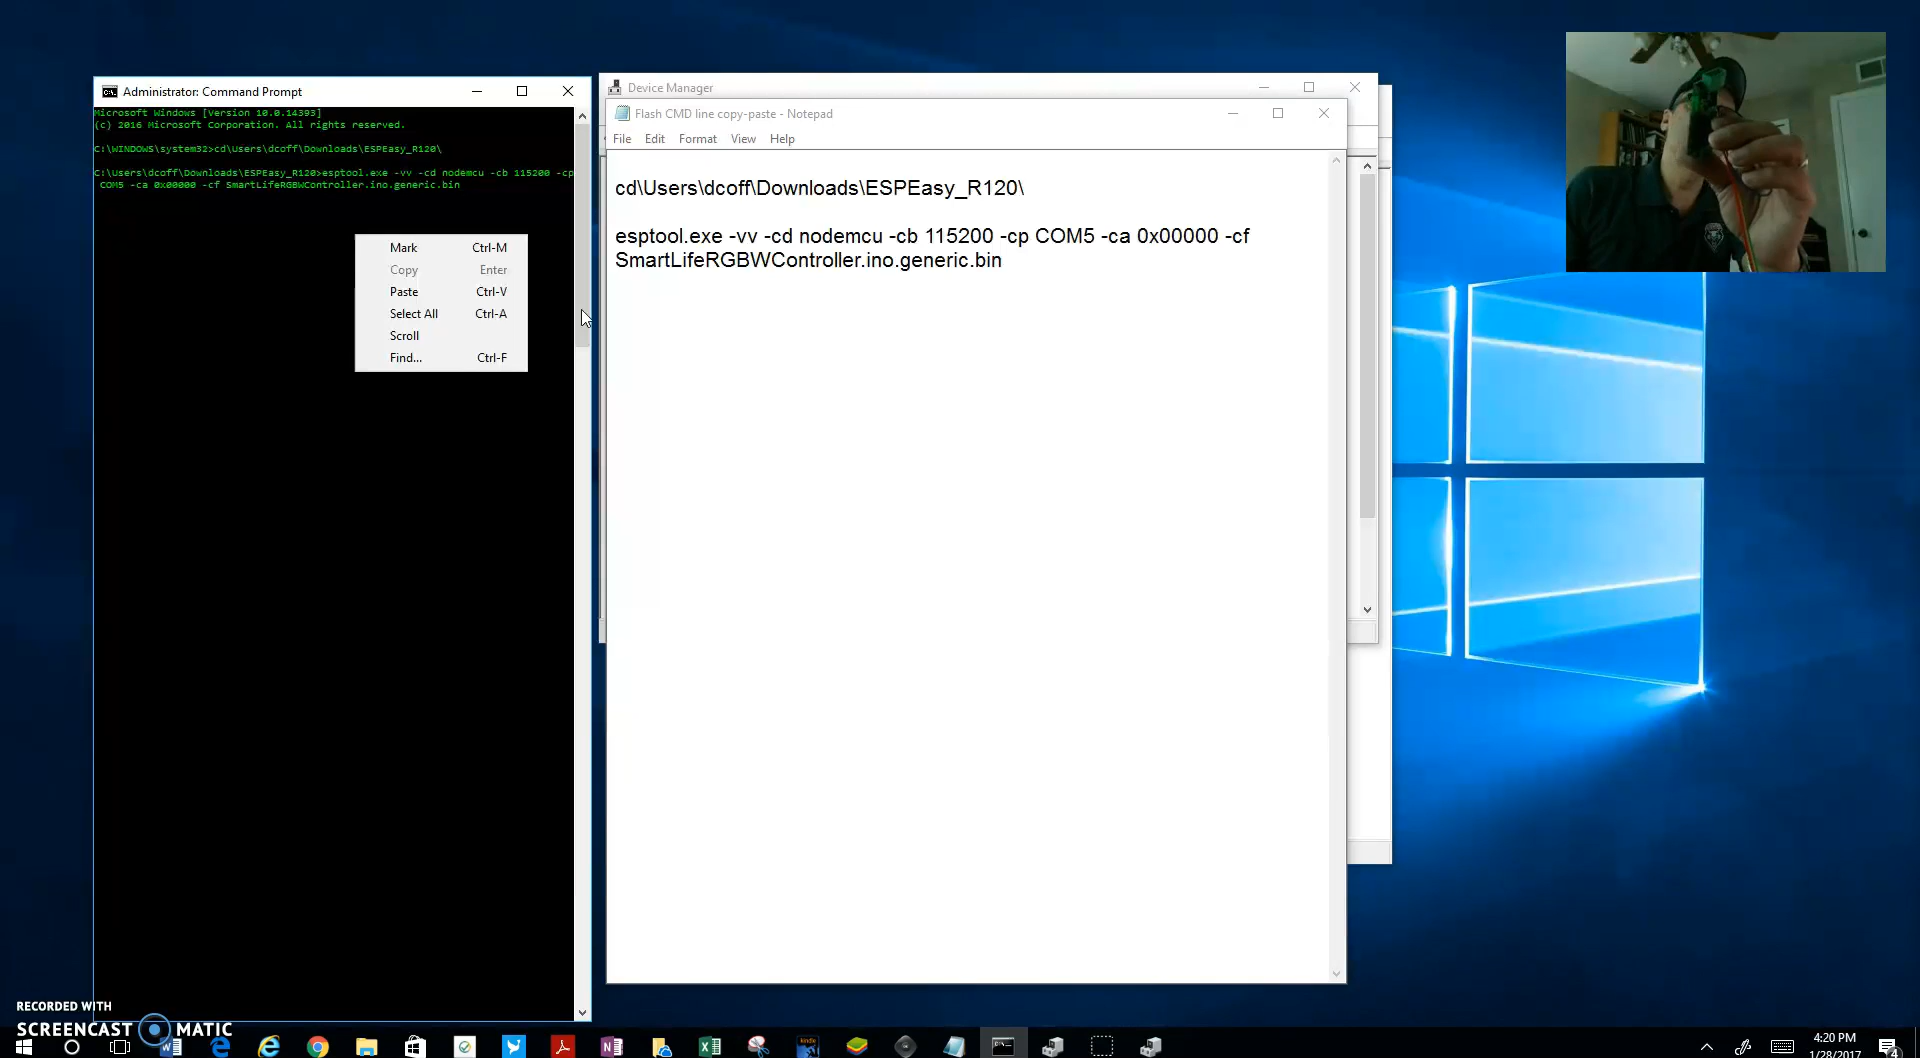 Administrator: Command Prompt
Microsoft Windows [Version 10.0.14393]
(c) 2016 Microsoft Corporation. All rights reserved.
C:\WINDOWS\system32>cd\Users\dcoff\Downloads\ESPEasy_R120\
C:\Users\dcoff\Downloads\ESPEasy_R120>esptool.exe -vv -cd nodemcu -cb 115200 -cp
COM5 -ca 0x00000 -cf SmartLifeRGBWController.ino.generic.bin
Mark Ctrl-M
Copy Enter
Paste Ctrl-V
Select All Ctrl-A
Scroll
Find... Ctrl-F
Device Manager
Flash CMD line copy-paste - Notepad
File Edit Format View Help
cd\Users\dcoff\Downloads\ESPEasy_R120\
esptool.exe -vv -cd nodemcu -cb 115200 -cp COM5 -ca 0x00000 -cf
SmartLifeRGBWController.ino.generic.bin
RECORDED WITH
SCREENCAST MATIC
4:20 PM
1/28/2017
4